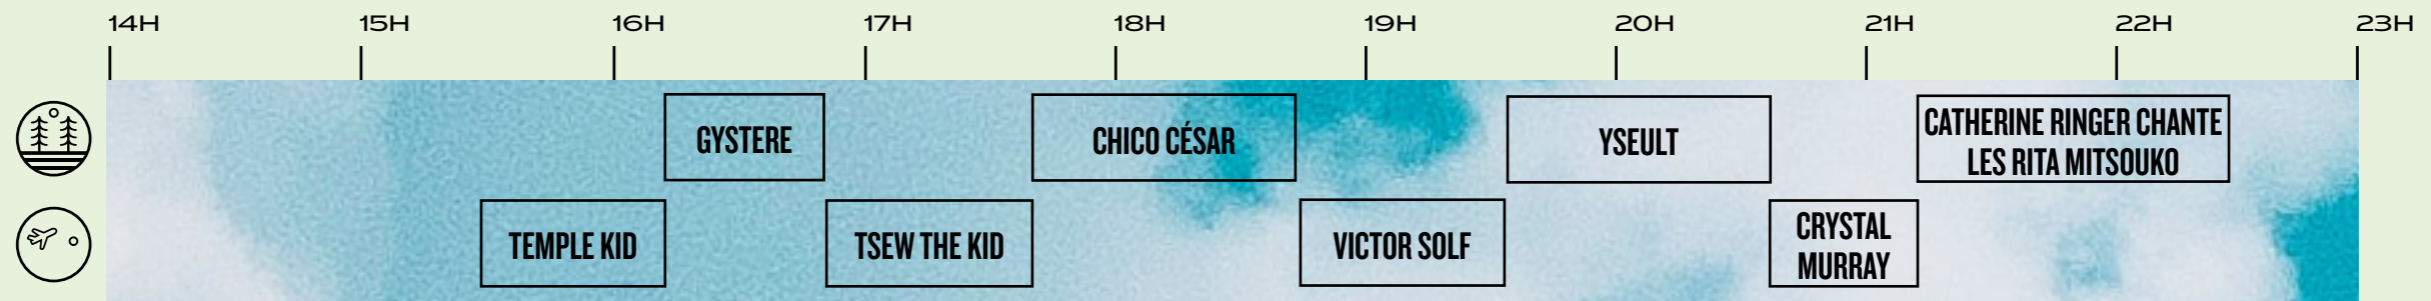 14H 15H 16H 17H 18H 19H 20H 21H 22H 23H
GYSTERE
CHICO CÉSAR
YSEULT
CATHERINE RINGER CHANTE
LES RITA MITSOUKO
TEMPLE KID
TSEW THE KID
VICTOR SOLF
CRYSTAL
MURRAY